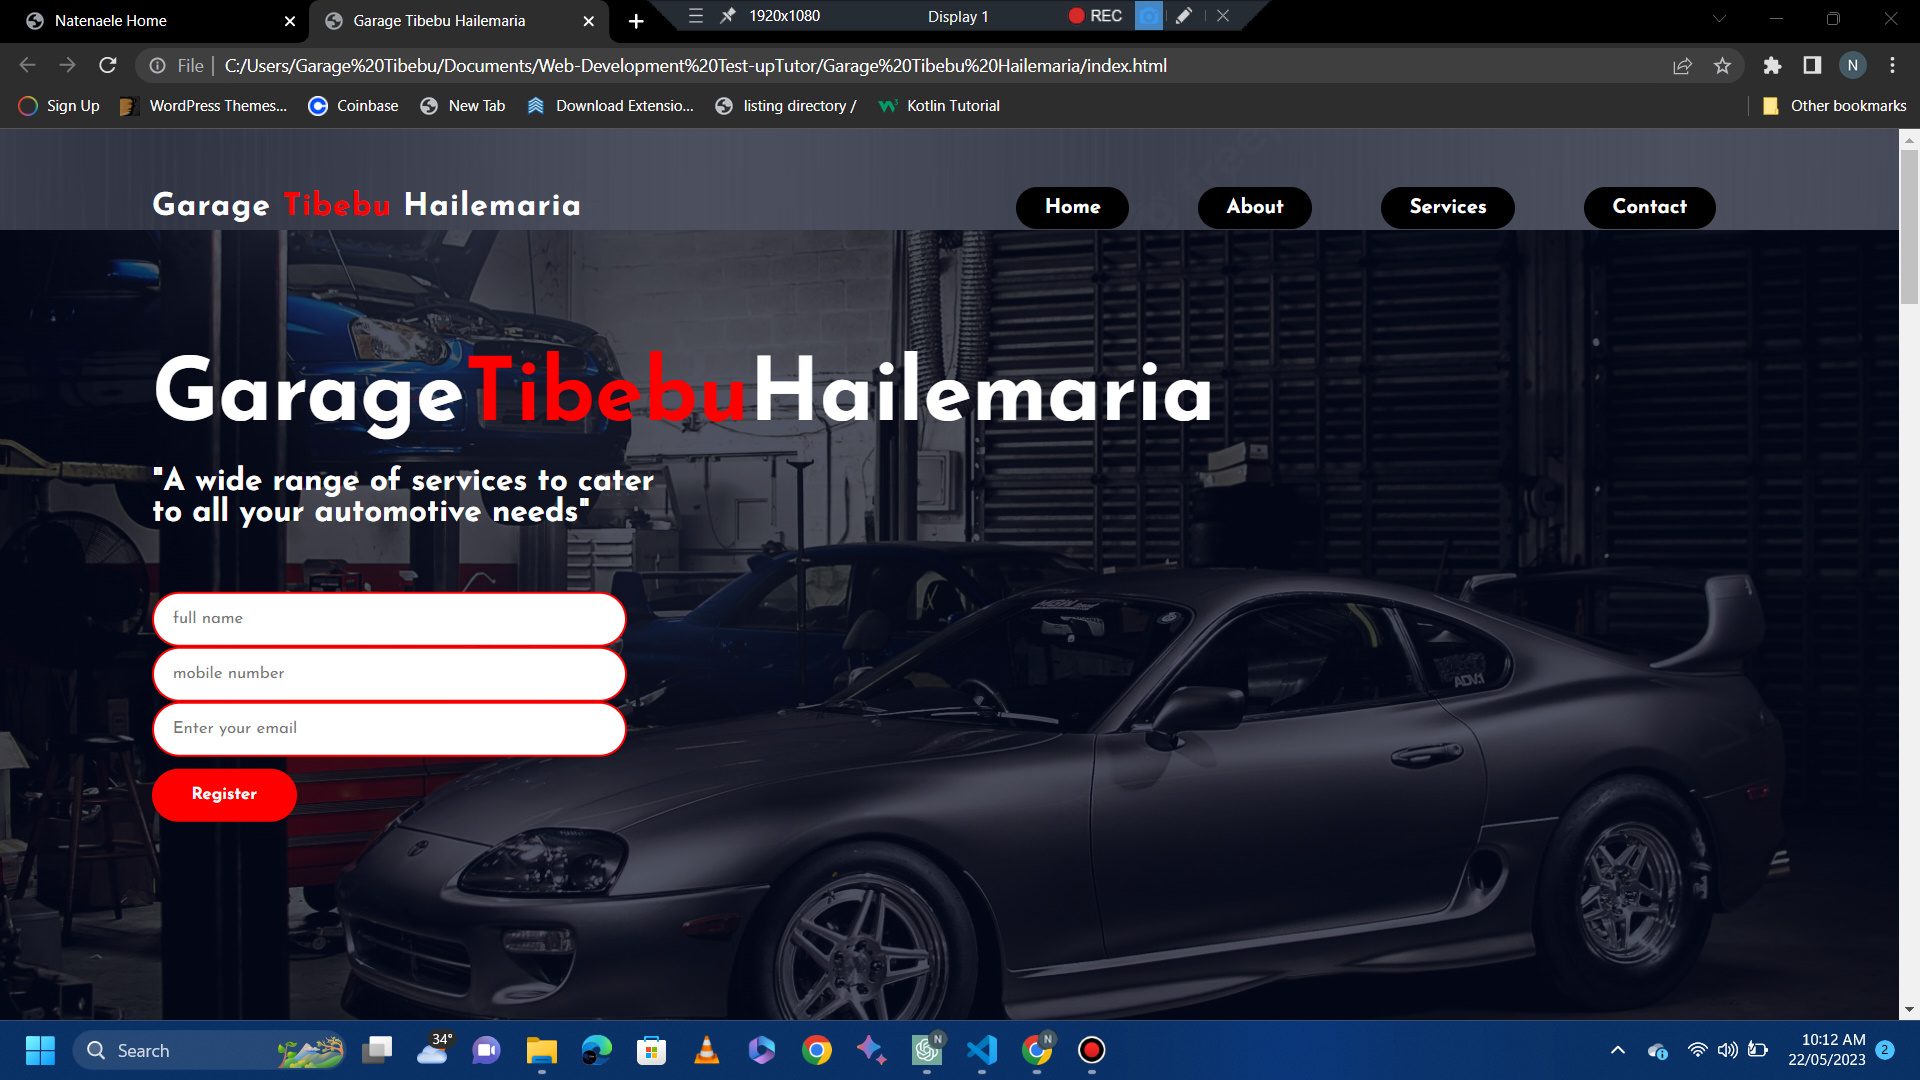 Natenaele Home
Garage Tibebu Hailemaria
1920x1080
Display 1
REC
File
C:/Users/Garage%20Tibebu/Documents/Web-Development%20Test-upTutor/Garage%20Tibebu%20Hailemaria/index.html
N
Sign Up
WordPress Themes...
Coinbase
New Tab
Download Extensio...
listing directory /
Kotlin Tutorial
Other bookmarks
Garage Tibebu Hailemaria
Home
About
Services
Contact
GarageTibebuHailemaria
"A wide range of services to cater
to all your automotive needs"
full name
mobile number
Enter your email
Register
ADV.1
Search
34°
N
N
10:12 AM
22/05/2023
2